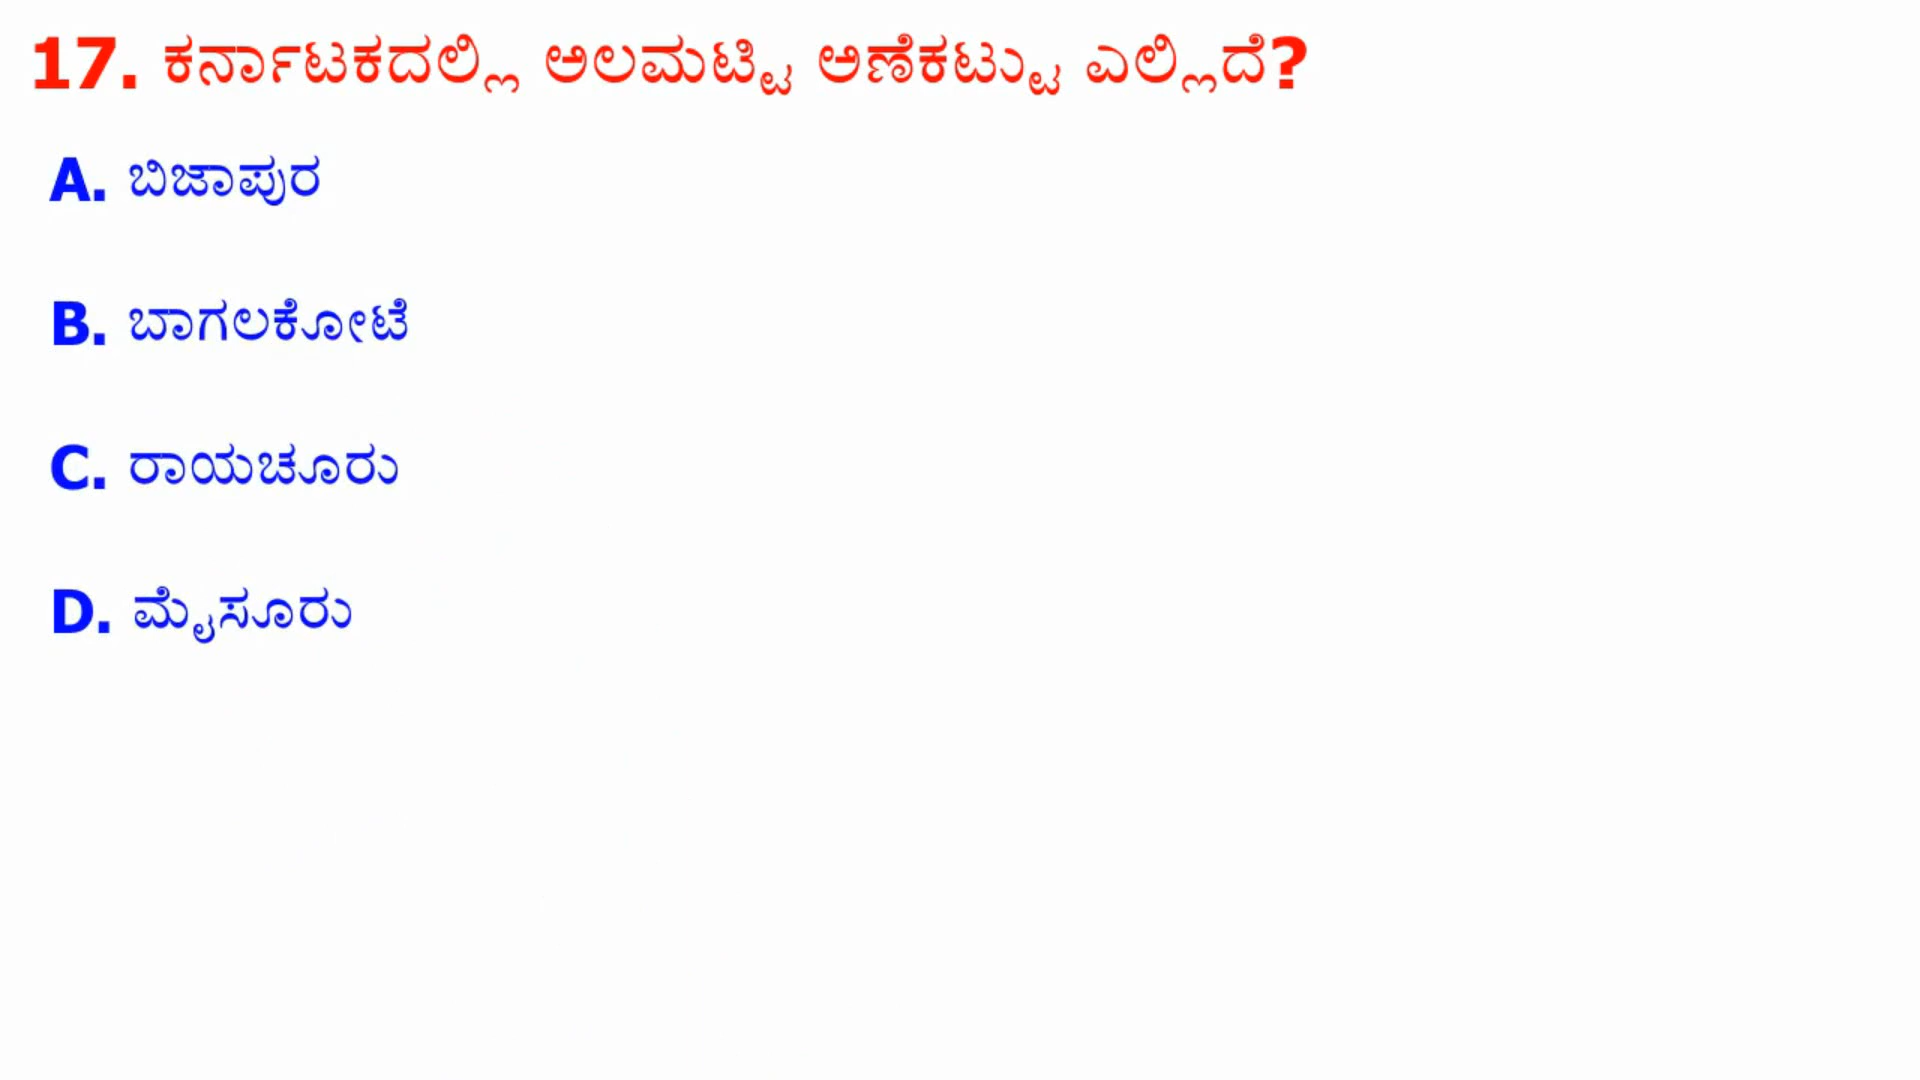 17. ಕರ್ನಾಟಕದಲ್ಲಿ ಅಲಮಟ್ಟಿ ಅಣೆಕಟ್ಟು ಎಲ್ಲಿದೆ?
A. ಬಿಜಾಪುರ
B. ಬಾಗಲಕೋಟೆ
C. ರಾಯಚೂರು
D. ಮೈಸೂರು